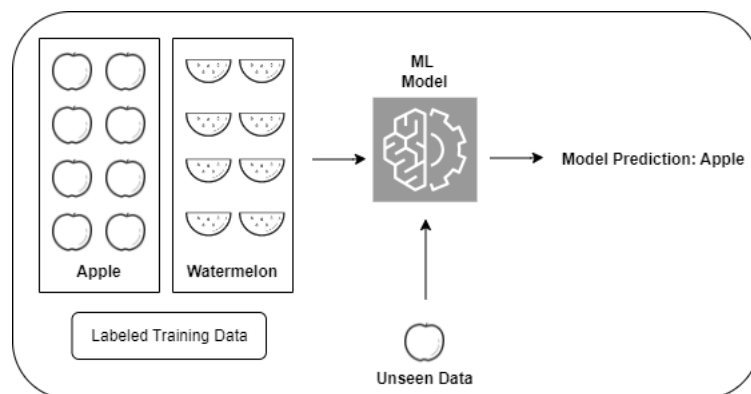 ML
Model
Model Prediction: Apple
Apple
Watermelon
Labeled Training Data
Unseen Data